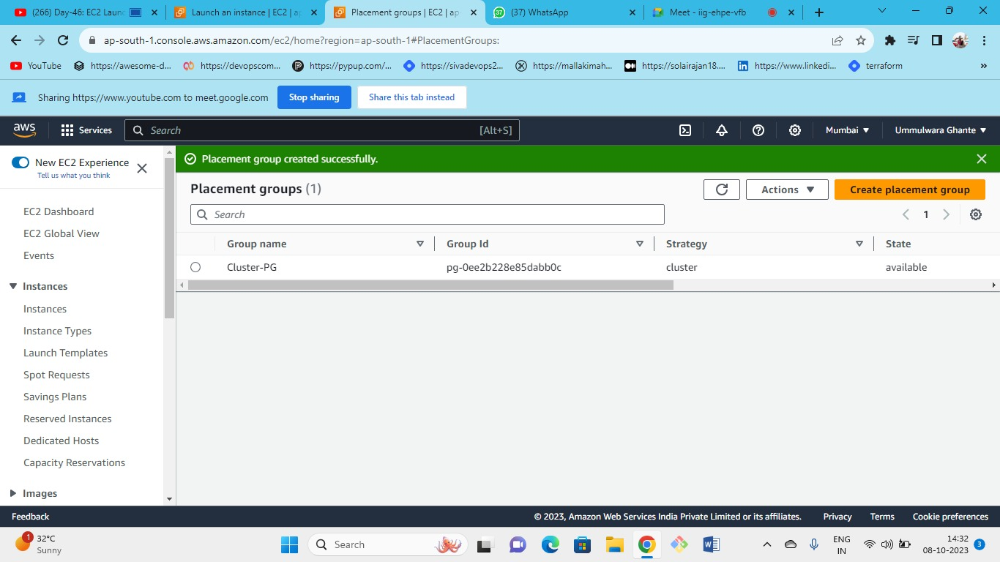 (266) Day-46: EC2 Launc
Launch an instance | EC2 | ap
Placement groups | EC2 | ap
37
(37) WhatsApp
Meet - iig-ehpe-vfb
ap-south-1.console.aws.amazon.com/ec2/home?region=ap-south-1#PlacementGroups:
YouTube
https://awesome-d...
https://devopscom...
https://pypup.com/...
https://sivadevops2...
https://mallakimah...
https://solairajan18....
https://www.linkedi...
terraform
»
Sharing https://www.youtube.com to meet.google.com
Stop sharing
Share this tab instead
aws
Services
Search
[Alt+S]
Mumbai
Ummulwara Ghante
New EC2 Experience
Tell us what you think
EC2 Dashboard
EC2 Global View
Events
Instances
Instances
Instance Types
Launch Templates
Spot Requests
Savings Plans
Reserved Instances
Dedicated Hosts
Capacity Reservations
Images
Placement group created successfully.
Placement groups (1)
Actions
Create placement group
Search
1
Group name Group Id Strategy State
Cluster-PG pg-0ee2b228e85dabb0c cluster available
Feedback
© 2023, Amazon Web Services India Private Limited or its affiliates.
Privacy
Terms
Cookie preferences
1
32°C
Sunny
Search
ENG
IN
14:32
08-10-2023
3